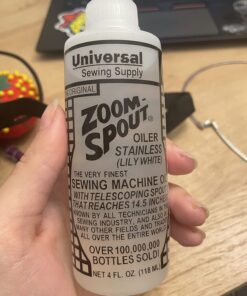 Universal
Sewing Supply
ORIGINAL
ZOOM-
SPOUT®
OILER
STAINLESS
(LILY WHITE)
THE VERY FINEST
SEWING MACHINE OIL
WITH TELESCOPING SPOUT
THAT REACHES 14.5 INCHES
KNOWN BY ALL TECHNICIANS IN THE
SEWING INDUSTRY, AND ALSO IN
MANY OTHER FIELDS AND TRADES
ALL OVER THE ENTIRE WORLD
OVER 100,000,000
BOTTLES SOLD!
NET 4 FL. OZ. (118 ML)